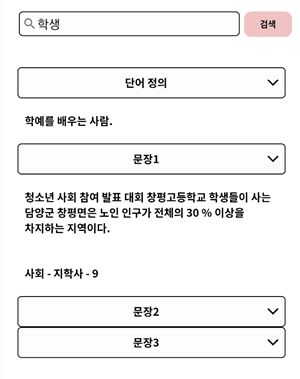 학생
검색
단어 정의
학예를 배우는 사람.
문장1
청소년 사회 참여 발표 대회 창평고등학교 학생들이 사는
담양군 창평면은 노인 인구가 전체의 30 % 이상을
차지하는 지역이다.
사회 - 지학사 - 9
문장2
문장3